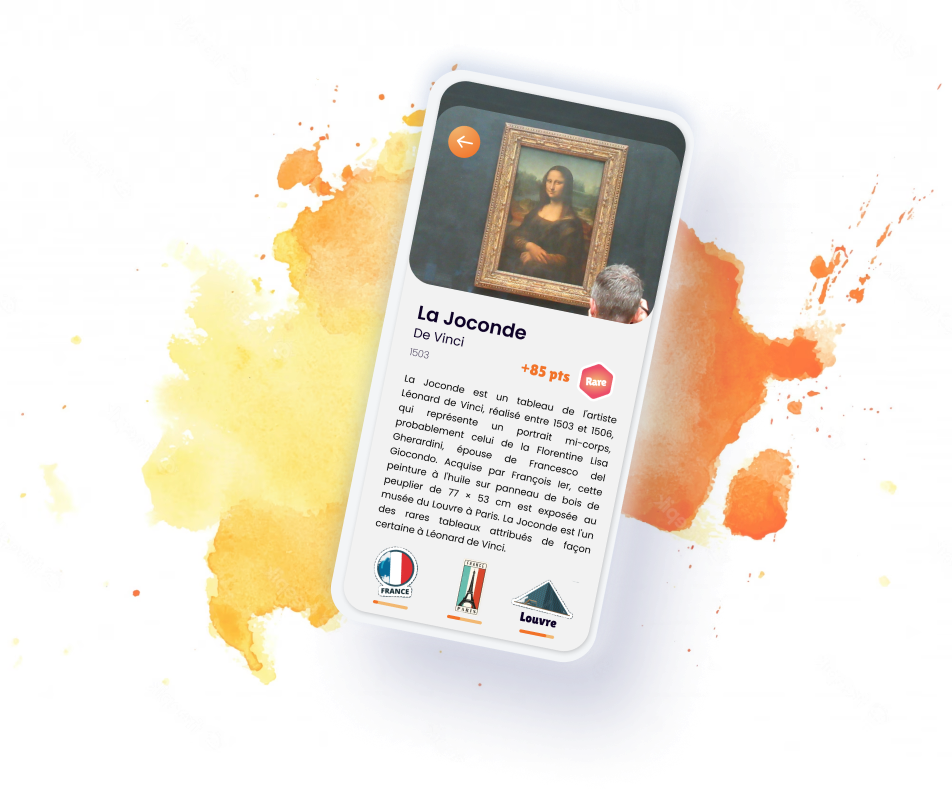 La Joconde
De Vinci
1503
+85 pts
Rare
La Joconde est un tableau de l'artiste
Léonard de Vinci, réalisé entre 1503 et 1506,
qui représente un portrait mi-corps,
probablement celui de la Florentine Lisa
Gherardini, épouse de Francesco del
Giocondo. Acquise par François Ier, cette
peinture à l'huile sur panneau de bois de
peuplier de 77 × 53 cm est exposée au
musée du Louvre à Paris. La Joconde est l'un
des rares tableaux attribués de façon
certaine à Léonard de Vinci.
FRANCE
FRANCE
PARIS
Louvre